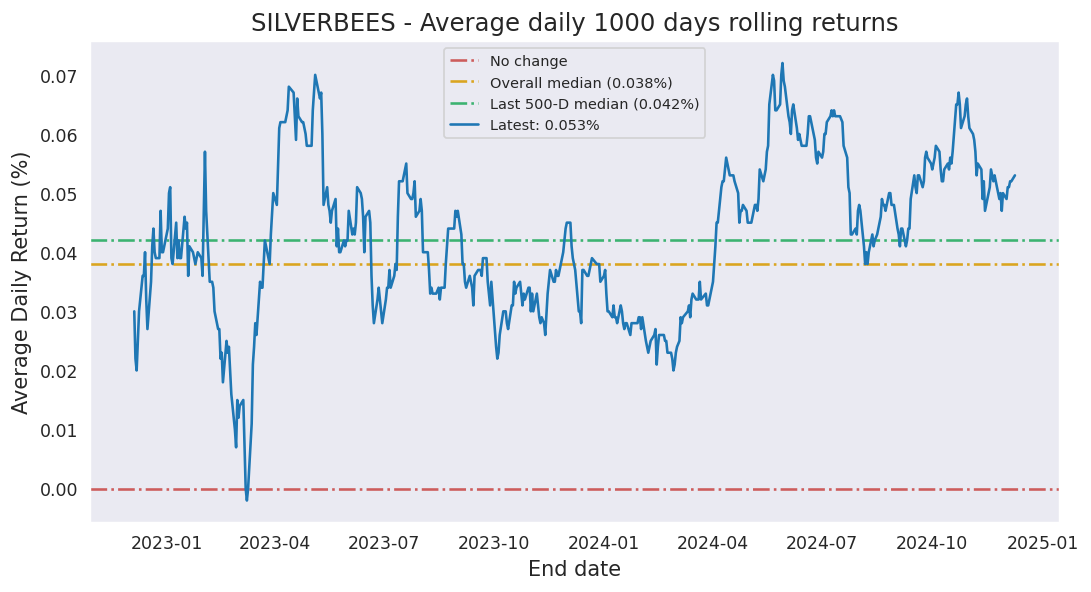 SILVERBEES - Average daily 1000 days rolling returns
No change
Overall median (0.038%)
Last 500-D median (0.042%)
Latest: 0.053%
Average Daily Return (%)
0.07
0.06
0.05
0.04
0.03
0.02
0.01
0.00
2023-01 2023-04 2023-07 2023-10 2024-01 2024-04 2024-07 2024-10 2025-01
End date